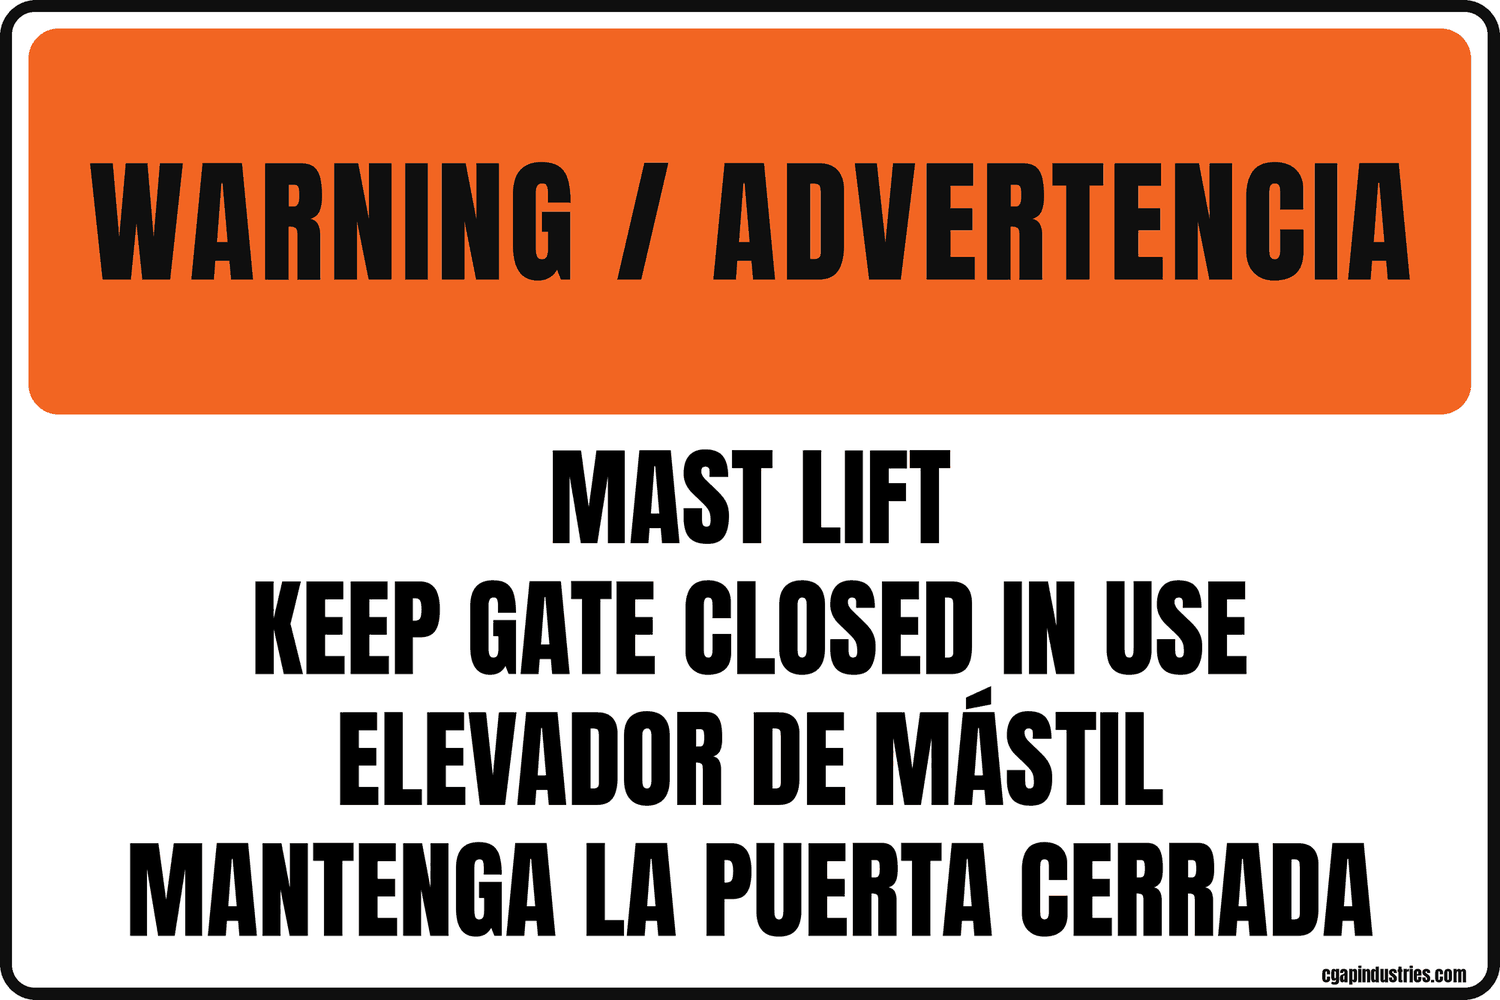 WARNING / ADVERTENCIA
MAST LIFT
KEEP GATE CLOSED IN USE
ELEVADOR DE MÁSTIL
MANTENGA LA PUERTA CERRADA
cgapindustries.com